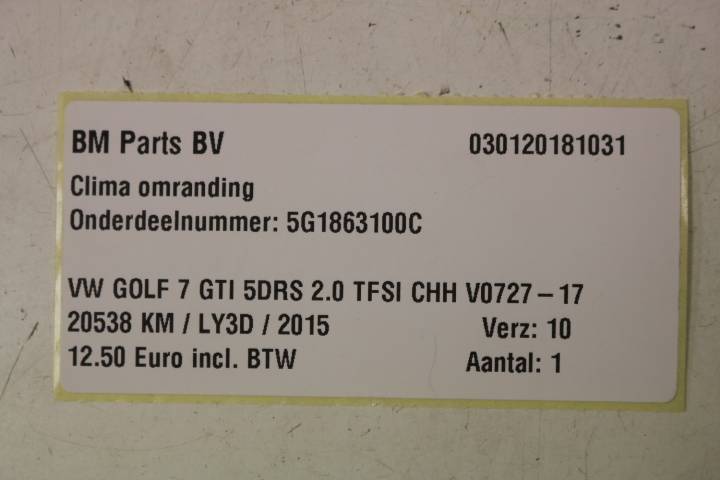 BM Parts BV 030120181031
Clima omranding
Onderdeelnummer: 5G1863100C
VW GOLF 7 GTI 5DRS 2.0 TFSI CHH V0727-17
20538 KM / LY3D / 2015 Verz: 10
12.50 Euro incl. BTW Aantal: 1